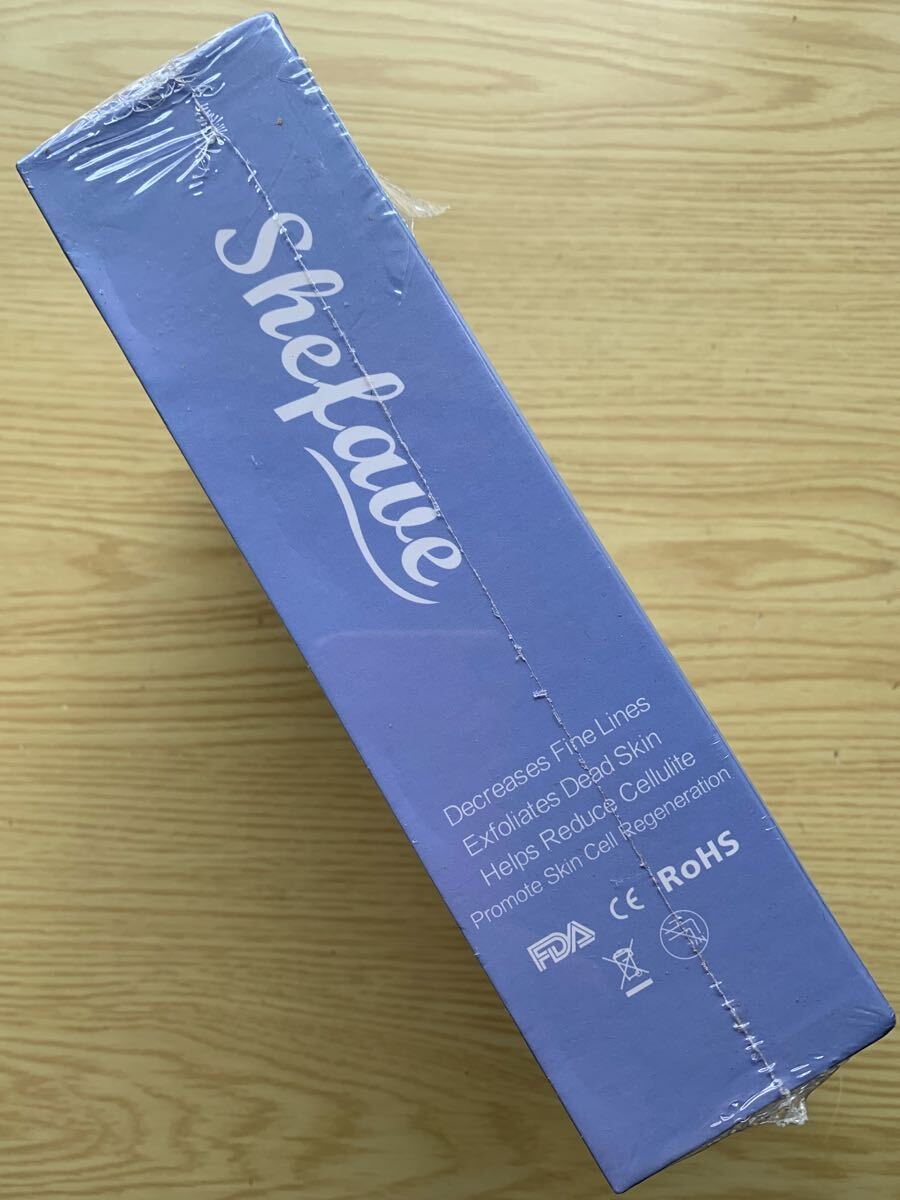 Shefave
Decreases Fine Lines
Exfoliates Dead Skin
Helps Reduce Cellulite
Promote Skin Cell Regeneration
FDA CE RoHS